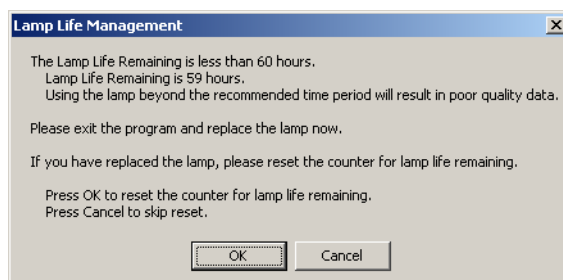 Lamp Life Management
The Lamp Life Remaining is less than 60 hours.
Lamp Life Remaining is 59 hours.
Using the lamp beyond the recommended time period will result in poor quality data.
Please exit the program and replace the lamp now.
If you have replaced the lamp, please reset the counter for lamp life remaining.
Press OK to reset the counter for lamp life remaining.
Press Cancel to skip reset.
OK Cancel